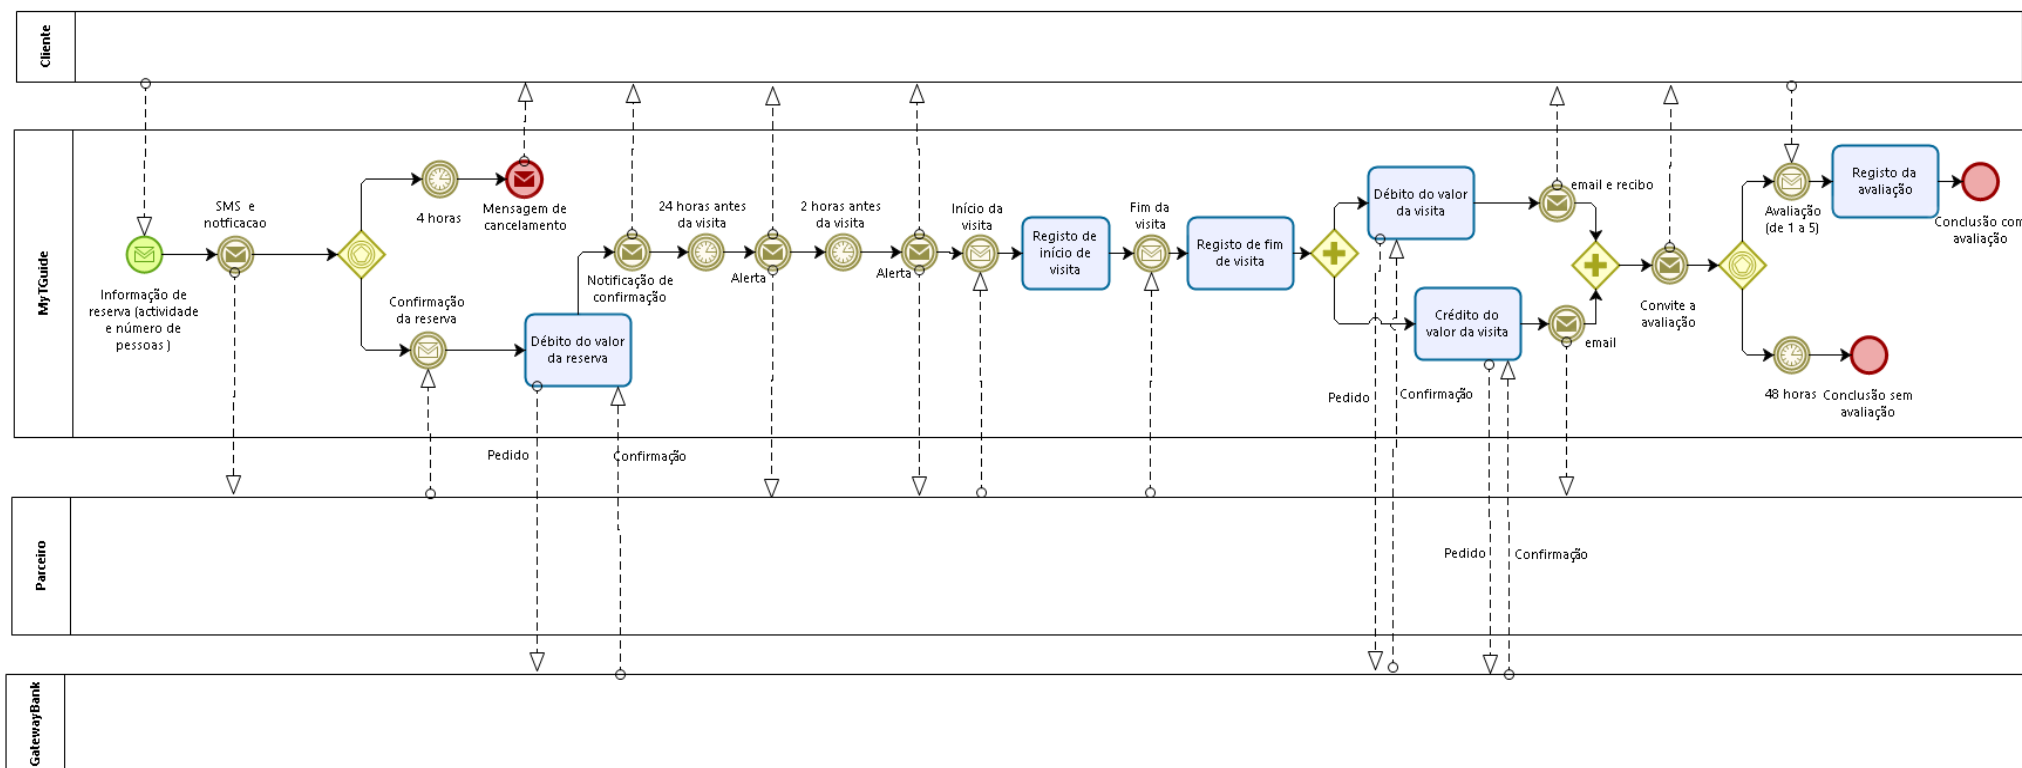 Cliente
MyTGuide
SMS e
notficacao
Informação de
reserva (actividade
e número de
pessoas )
4 horas
Mensagem de
cancelamento
Confirmação
da reserva
Débito do valor
da reserva
Pedido
Confirmação
Notificação de
confirmação
24 horas antes
da visita
Alerta
2 horas antes
da visita
Alerta
Início da
visita
Registo de
início de
visita
Fim da
visita
Registo de fim
de visita
Débito do valor
da visita
email e recibo
Crédito do
valor da visita
email
Pedido
Confirmação
Pedido
Confirmação
Convite a
avaliação
Avaliação
(de 1 a 5)
Registo da
avaliação
Conclusão com
avaliação
48 horas
Conclusão sem
avaliação
Parceiro
GatewayBank